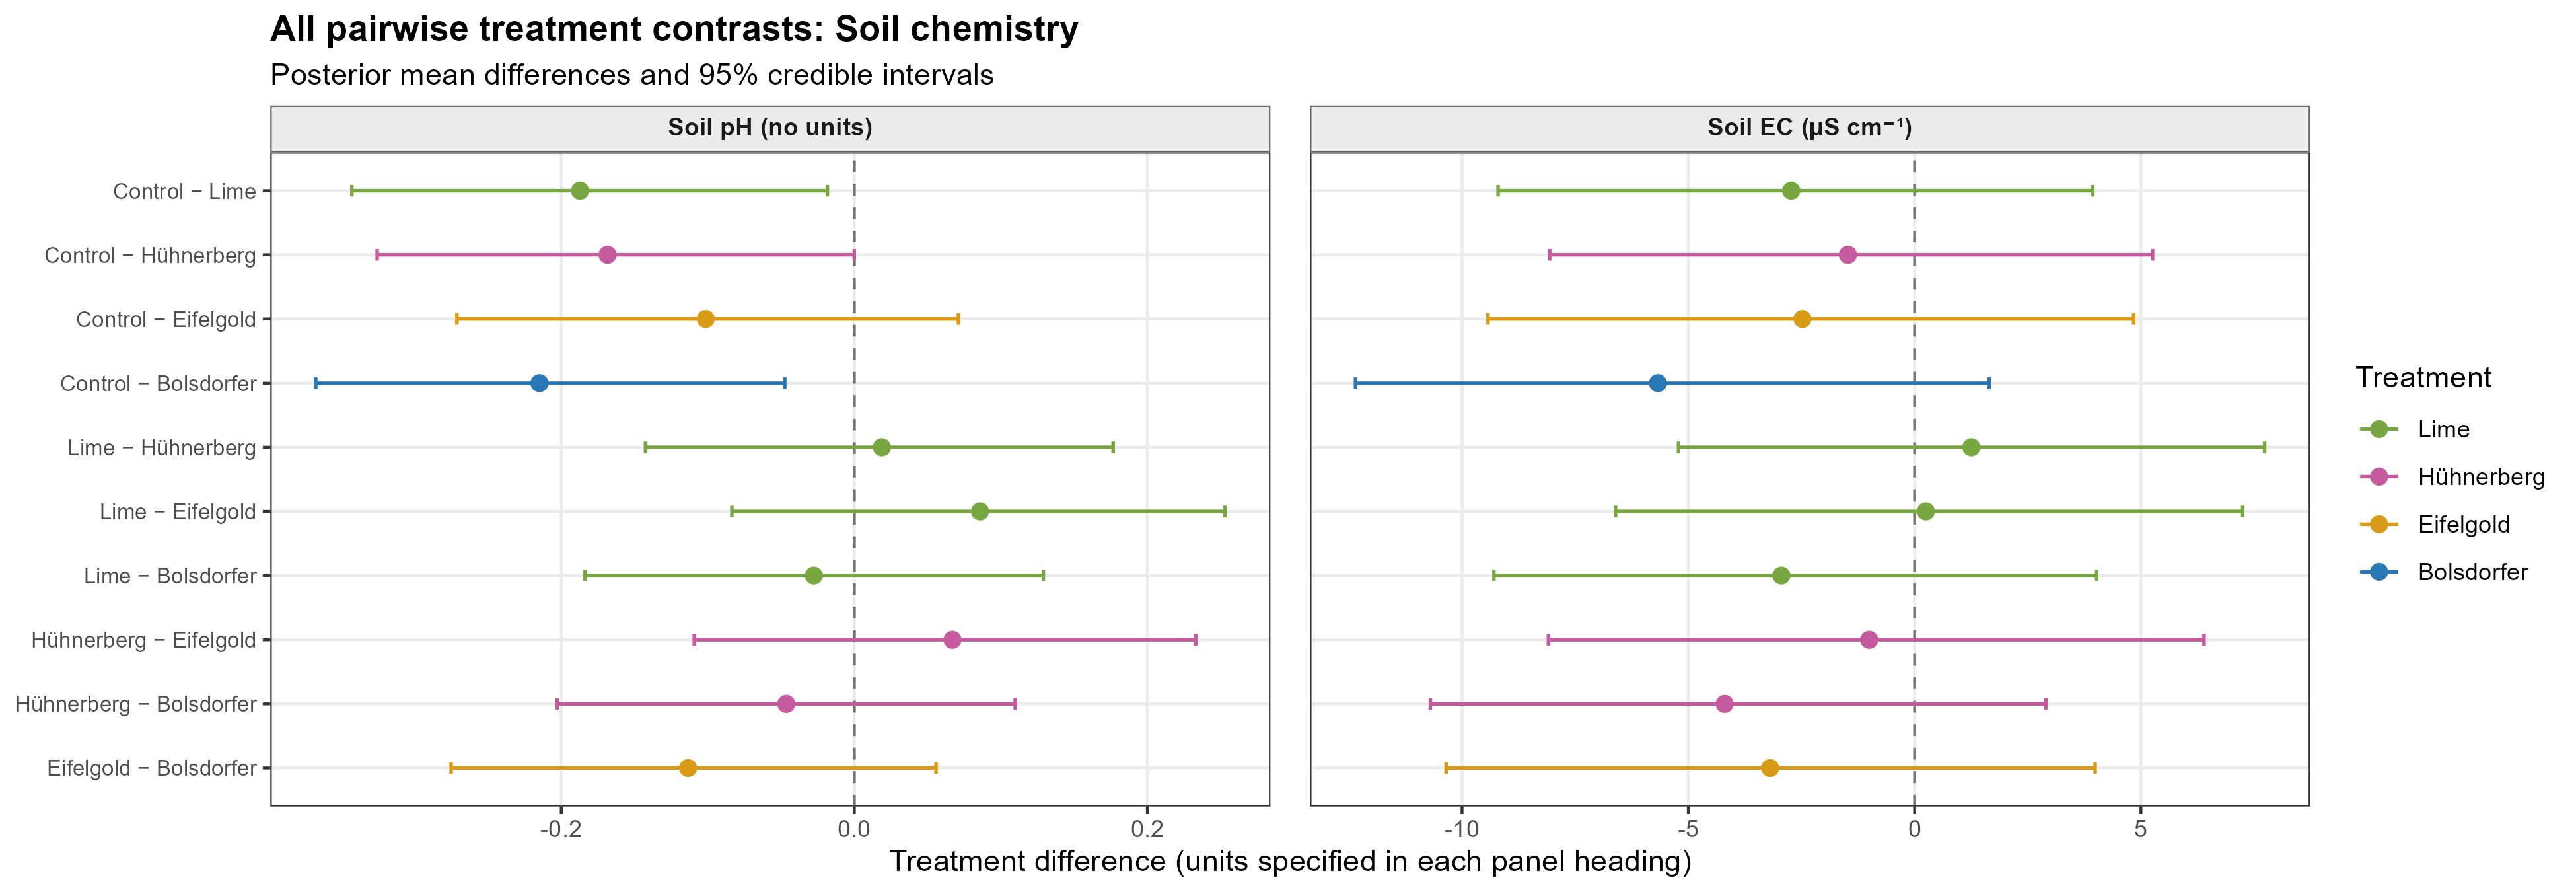 All pairwise treatment contrasts: Soil chemistry
Posterior mean differences and 95% credible intervals
Soil pH (no units)
Soil EC (µS cm⁻¹)
Control − Lime
Control − Hühnerberg
Control − Eifelgold
Control − Bolsdorfer
Lime − Hühnerberg
Lime − Eifelgold
Lime − Bolsdorfer
Hühnerberg − Eifelgold
Hühnerberg − Bolsdorfer
Eifelgold − Bolsdorfer
-0.2 0.0 0.2
-10 -5 0 5
Treatment difference (units specified in each panel heading)
Treatment
Lime
Hühnerberg
Eifelgold
Bolsdorfer